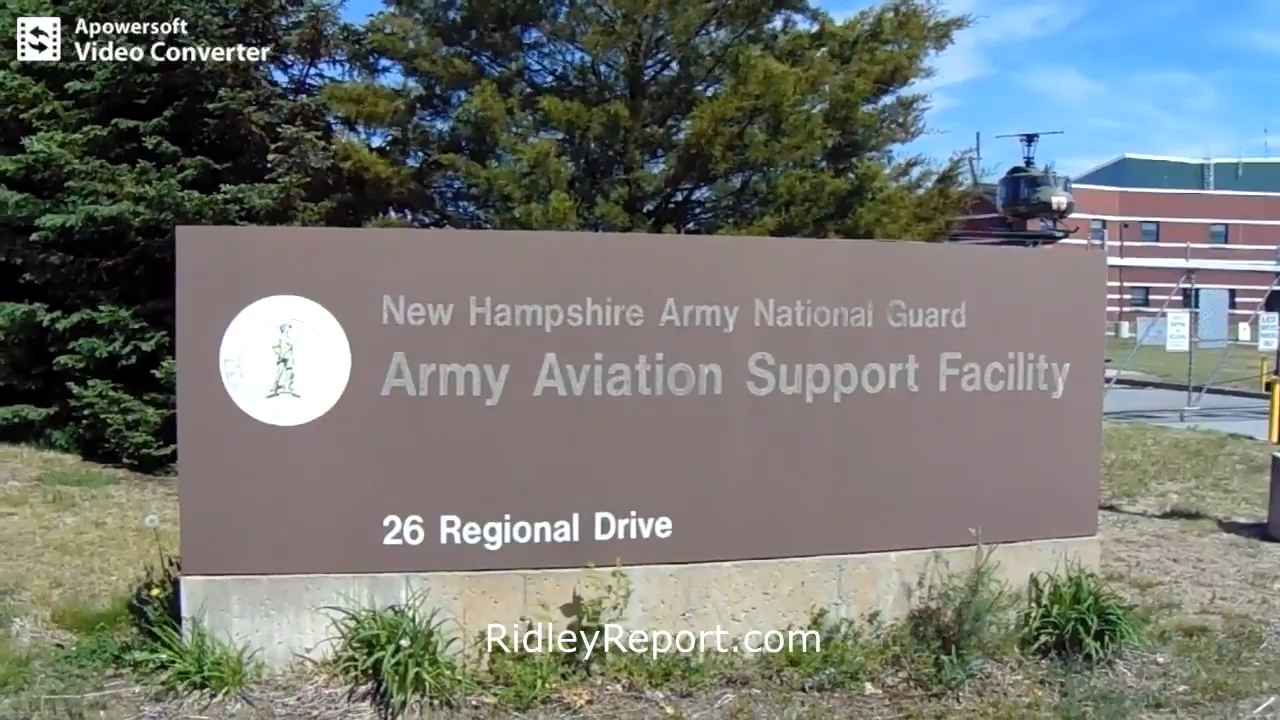 Apowersoft
Video Converter
New Hampshire Army National Guard
Army Aviation Support Facility
26 Regional Drive
RidleyReport.com